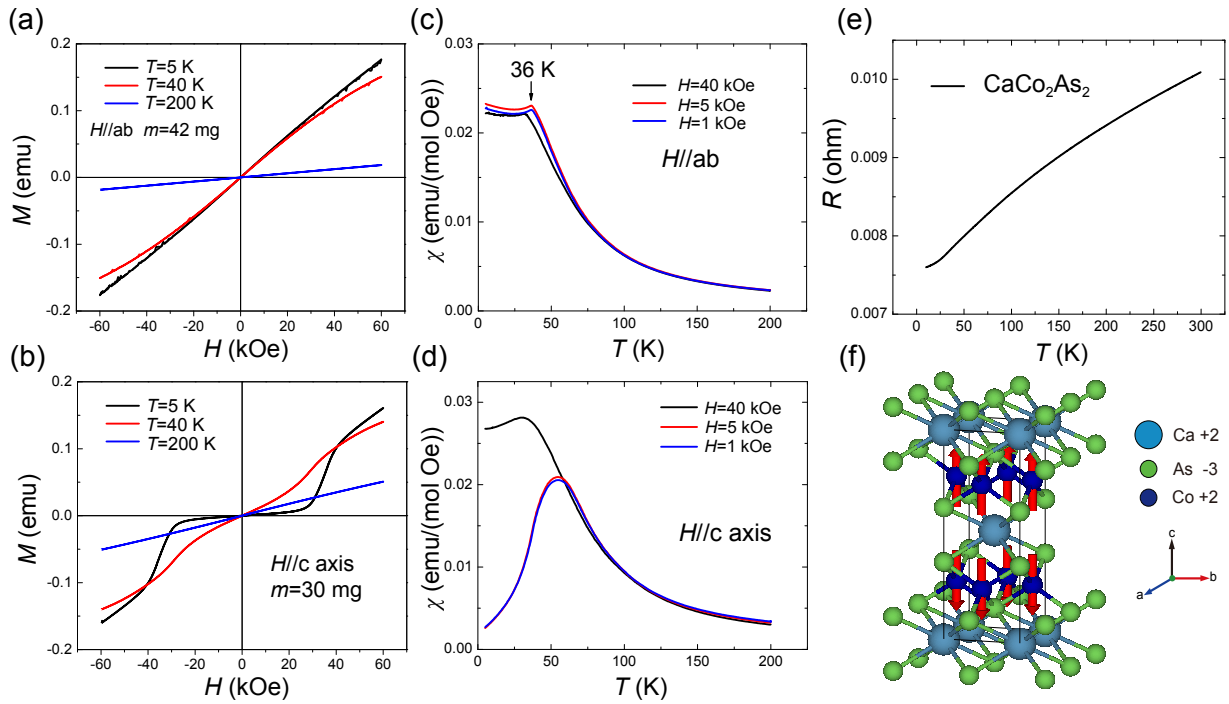 (a)
0.2
0.1
0.0
-0.1
-0.2
M (emu)
T=5 K
T=40 K
T=200 K
H//ab m=42 mg
-60 -40 -20 0 20 40 60
H (kOe)
(b)
0.2
0.1
0.0
-0.1
-0.2
M (emu)
T=5 K
T=40 K
T=200 K
H//c axis
m=30 mg
-60 -40 -20 0 20 40 60
H (kOe)
(c)
0.03
0.02
0.01
0.00
χ (emu/(mol Oe))
36 K
H=40 kOe
H=5 kOe
H=1 kOe
H//ab
0 50 100 150 200
T (K)
(d)
0.03
0.02
0.01
0.00
χ (emu/(mol Oe))
H=40 kOe
H=5 kOe
H=1 kOe
H//c axis
0 50 100 150 200
T (K)
(e)
0.010
0.009
0.008
0.007
R (ohm)
CaCo₂As₂
0 50 100 150 200 250 300
T (K)
(f)
Ca +2
As -3
Co +2
c
b
a